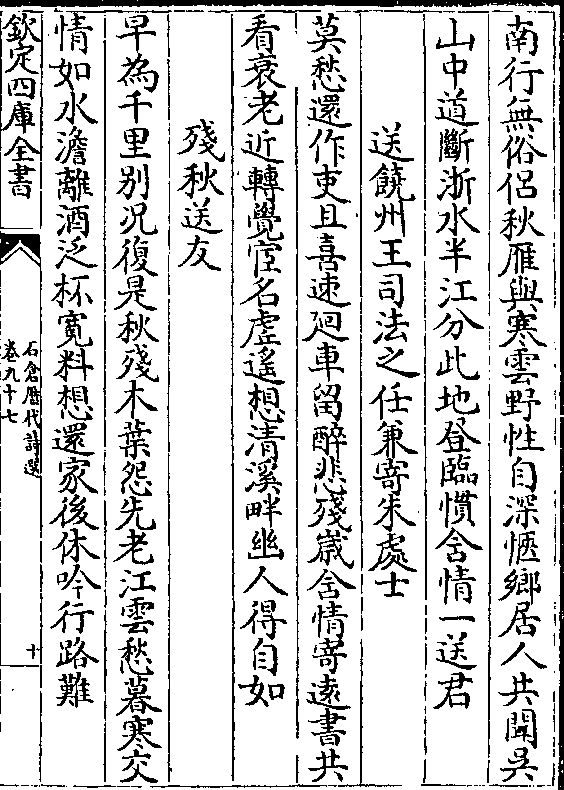 南行無俗侣秋雁與寒雲野性自深愜鄉居人共聞吳
山中道斷浙水半江分此地登臨慣含情一送君
送饒州王司法之任兼寄朱處士
莫愁還作吏且喜速廻車留醉悲殘嵗含情寄逺書共
看衰老近轉覺宦名虛遙想清溪畔幽人得自如
殘秋送友
早為千里别况復是秋殘木葉怨先老江雲愁暮寒交
情如水澹離酒泛杯寛料想還家後休吟行路難
欽定四庫全書
石倉歴代詩選
卷九十七
十